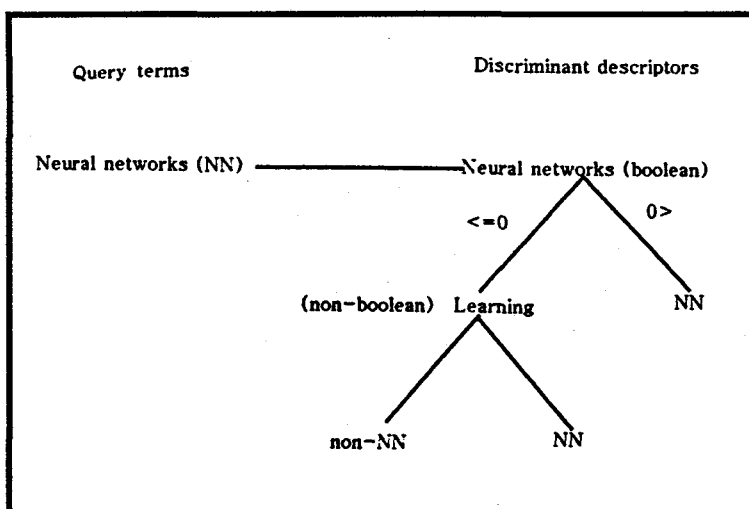 Query terms
Discriminant descriptors
Neural networks (NN)
Neural networks (boolean)
<=0
0>
(non-boolean) Learning
NN
non-NN
NN